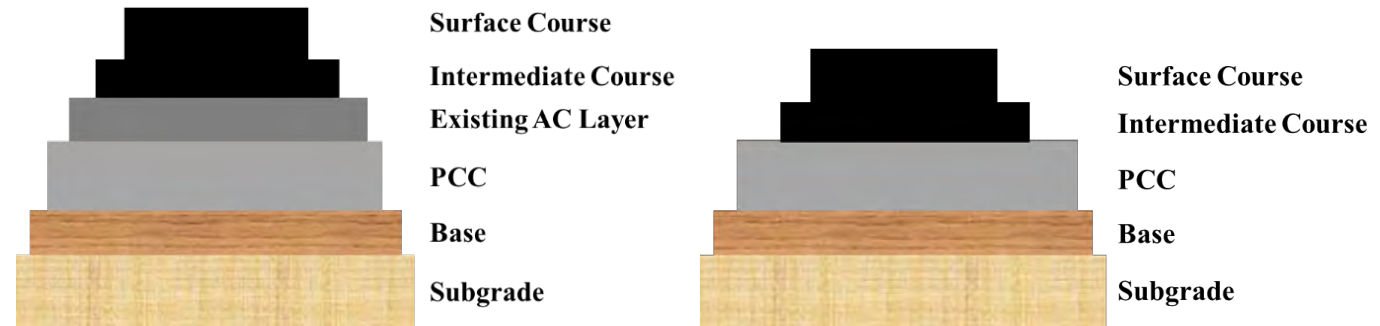 Surface Course
Intermediate Course
Existing AC Layer
PCC
Base
Subgrade
Surface Course
Intermediate Course
PCC
Base
Subgrade